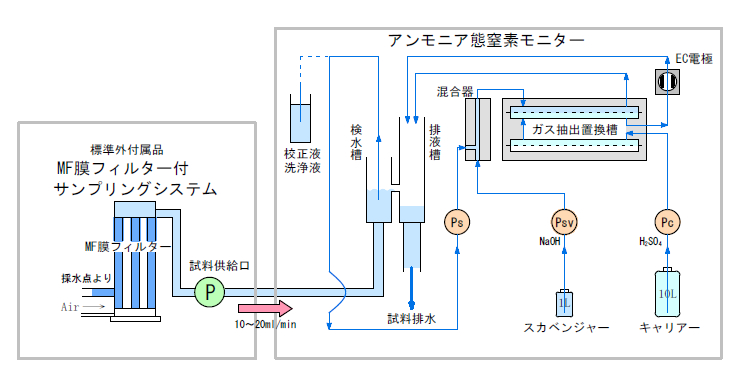 アンモニア態窒素モニター
EC電極
混合器
ガス抽出置換槽
検水槽
排液槽
校正液
洗浄液
標準外付属品
MF膜フィルター付
サンプリングシステム
MF膜フィルター
試料供給口
採水点より
Air
P
10～20ml/min
試料排水
Ps
Psv
NaOH
1L
スカベンジャー
Pc
H₂SO₄
10L
キャリアー